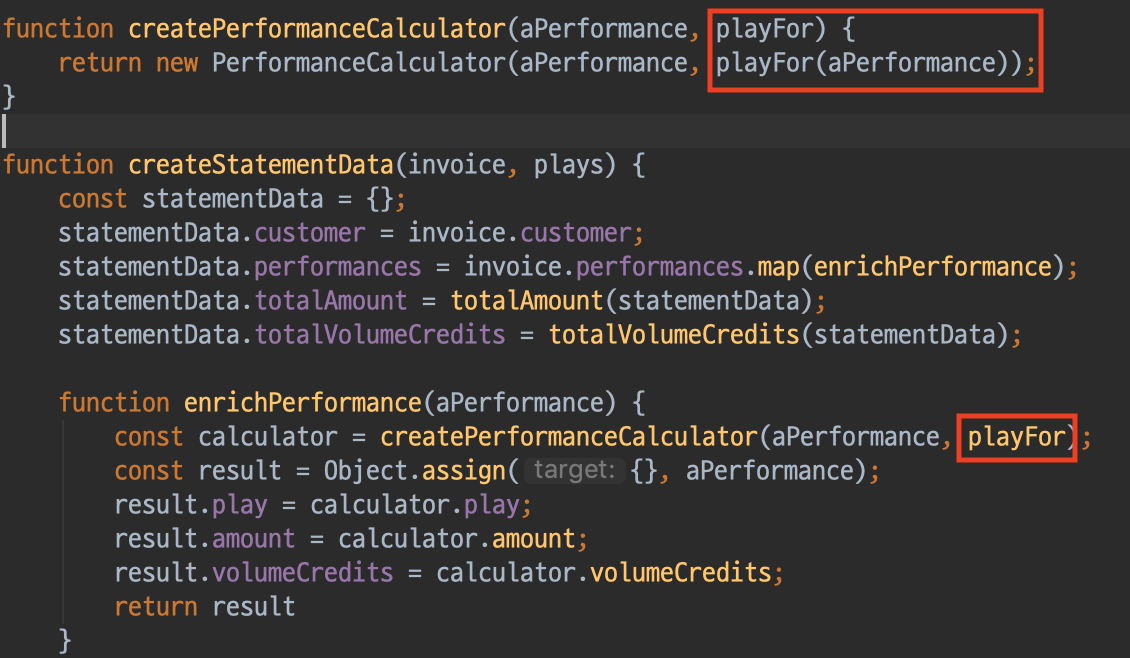 function createPerformanceCalculator(aPerformance, playFor) {
    return new PerformanceCalculator(aPerformance, playFor(aPerformance));
}
function createStatementData(invoice, plays) {
    const statementData = {};
    statementData.customer = invoice.customer;
    statementData.performances = invoice.performances.map(enrichPerformance);
    statementData.totalAmount = totalAmount(statementData);
    statementData.totalVolumeCredits = totalVolumeCredits(statementData);
    function enrichPerformance(aPerformance) {
        const calculator = createPerformanceCalculator(aPerformance, playFor);
        const result = Object.assign( target: {}, aPerformance);
        result.play = calculator.play;
        result.amount = calculator.amount;
        result.volumeCredits = calculator.volumeCredits;
        return result
    }